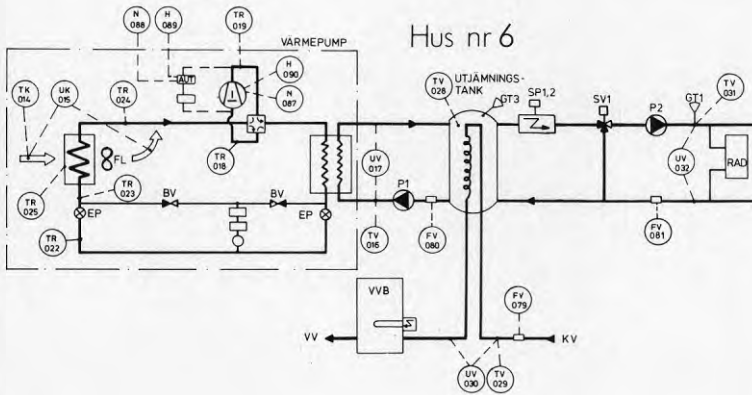 Hus nr 6
VÄRMEPUMP
N
088
H
089
TR
019
H
090
N
087
AUT
TK
014
UK
015
TR
024
FL
TR
018
TR
023
TR
025
EP
BV
BV
EP
TR
022
UV
017
TV
016
P1
FV
080
TV
028
UTJÄMNINGS-
TANK
GT3
SP1,2
SV1
P2
GT1
TV
031
UV
032
RAD
FV
081
VVB
VV
FV
079
KV
UV
030
TV
029